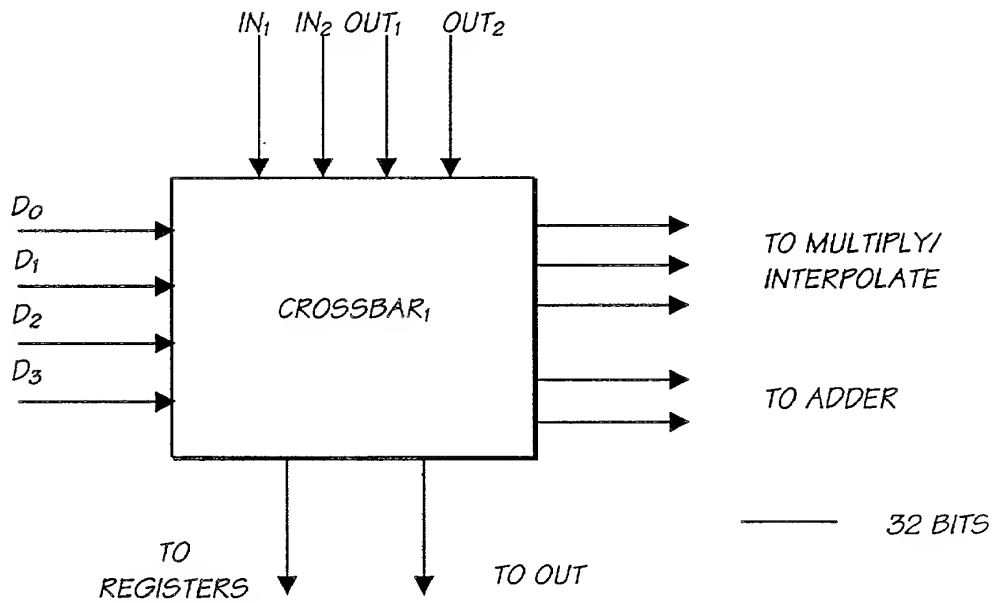 IN₁ IN₂ OUT₁ OUT₂
D₀
D₁
D₂
D₃
CROSSBAR₁
TO MULTIPLY/
INTERPOLATE
TO ADDER
32 BITS
TO
REGISTERS
TO OUT